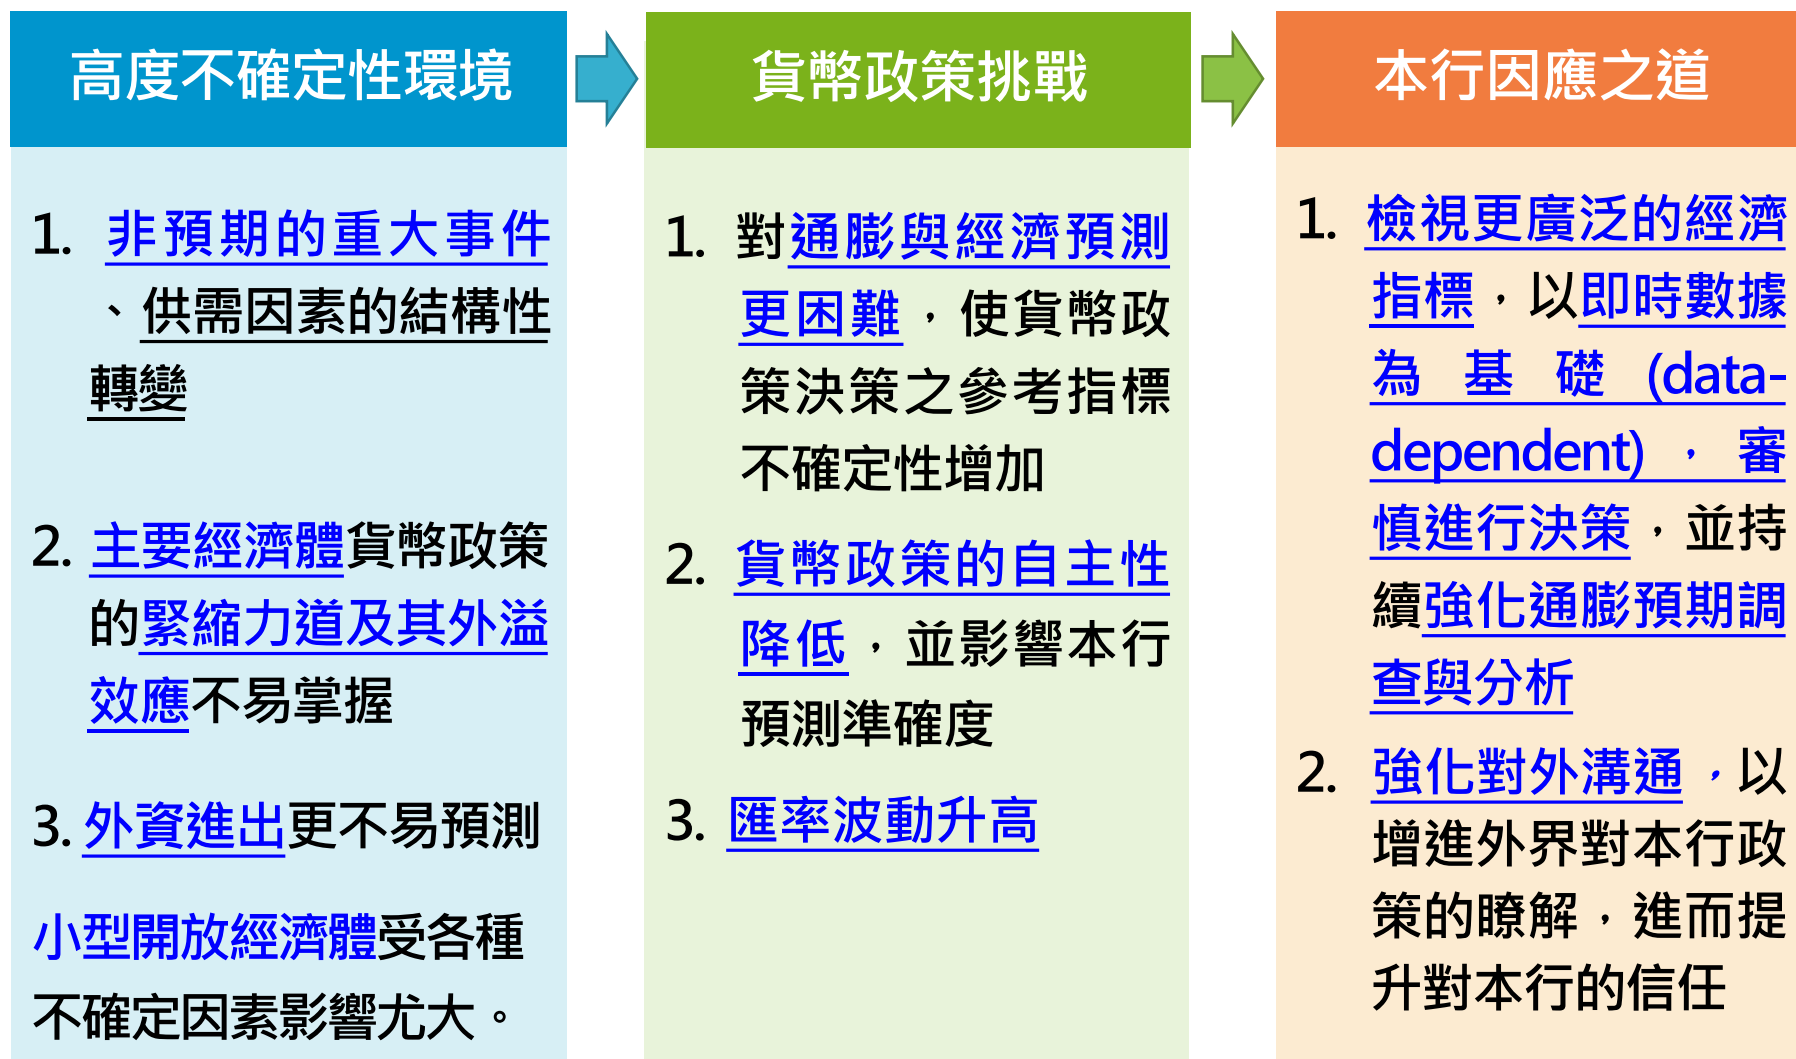 高度不確定性環境
1. 非預期的重大事件
、供需因素的結構性
轉變
2. 主要經濟體貨幣政策
的緊縮力道及其外溢
效應不易掌握
3. 外資進出更不易預測
小型開放經濟體受各種
不確定因素影響尤大。
貨幣政策挑戰
1. 對通膨與經濟預測
更困難，使貨幣政
策決策之參考指標
不確定性增加
2. 貨幣政策的自主性
降低，並影響本行
預測準確度
3. 匯率波動升高
本行因應之道
1. 檢視更廣泛的經濟
指標，以即時數據
為基礎(data-
dependent)，審
慎進行決策，並持
續強化通膨預期調
查與分析
2. 強化對外溝通，以
增進外界對本行政
策的瞭解，進而提
升對本行的信任